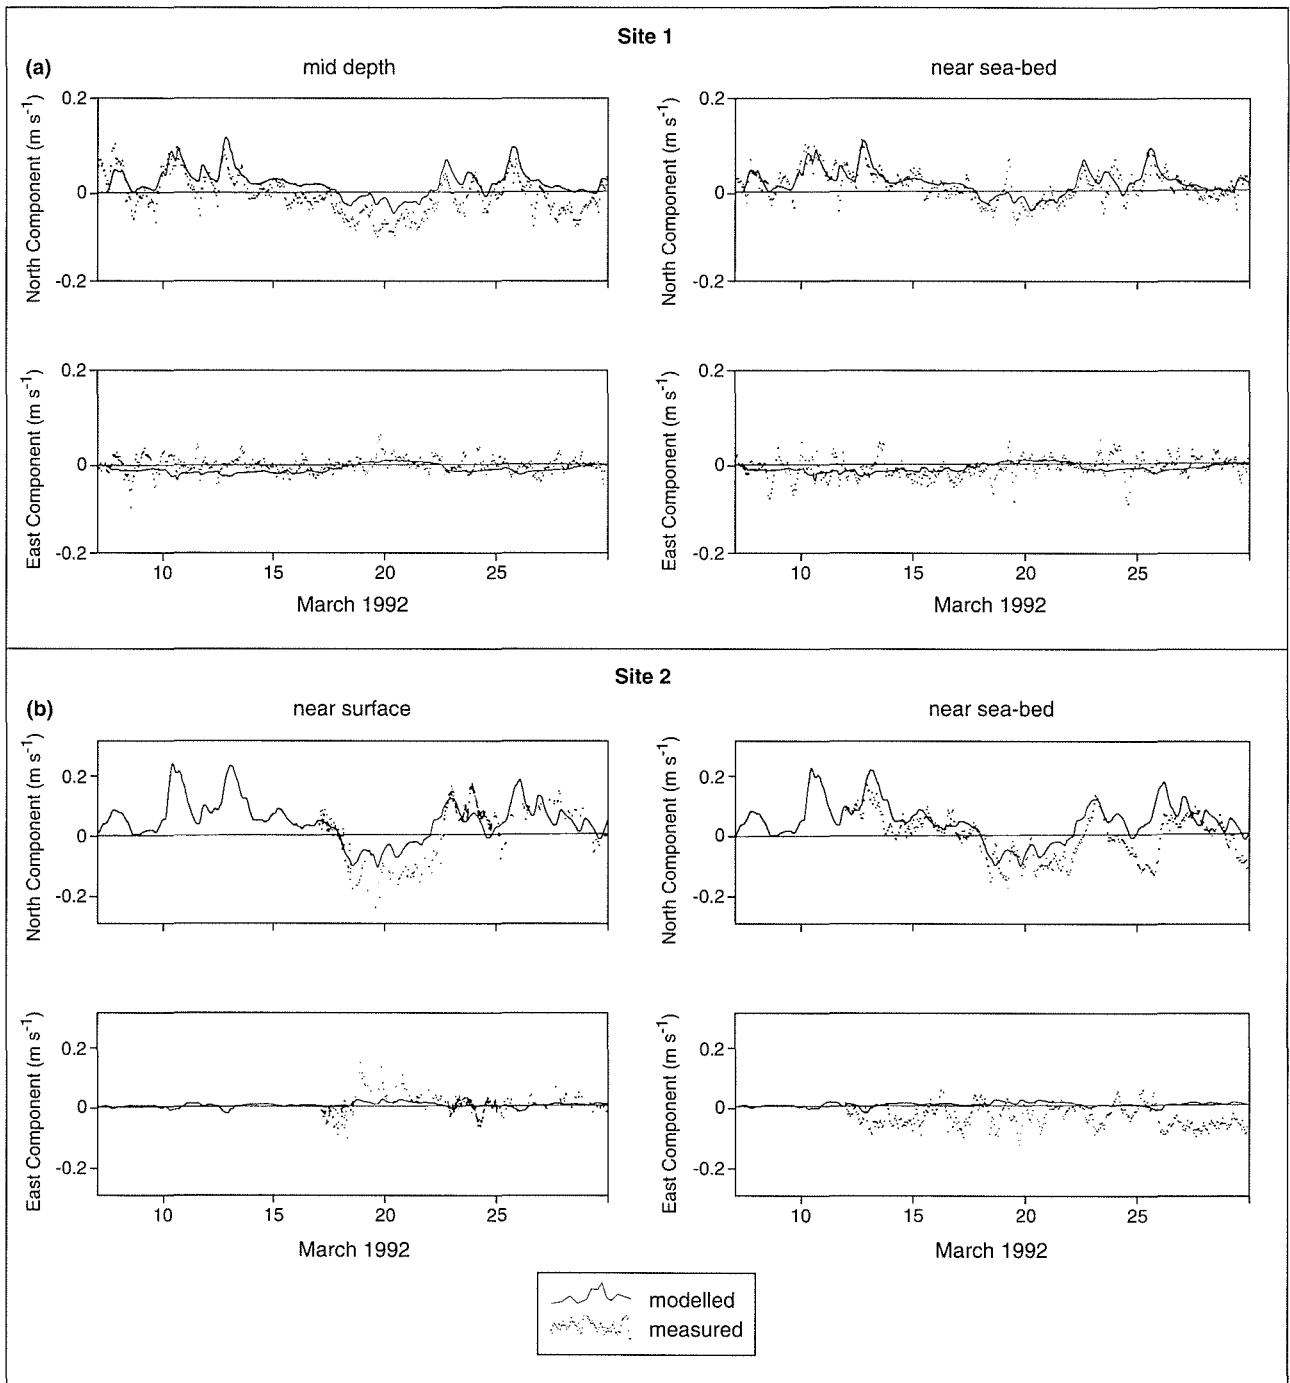 Site 1
(a)
mid depth
near sea-bed
North Component (m s⁻¹)
0.2
0
-0.2
North Component (m s⁻¹)
0.2
0
-0.2
East Component (m s⁻¹)
0.2
0
-0.2
10 15 20 25
March 1992
East Component (m s⁻¹)
0.2
0
-0.2
10 15 20 25
March 1992
Site 2
(b)
near surface
near sea-bed
North Component (m s⁻¹)
0.2
0
-0.2
North Component (m s⁻¹)
0.2
0
-0.2
East Component (m s⁻¹)
0.2
0
-0.2
10 15 20 25
March 1992
East Component (m s⁻¹)
0.2
0
-0.2
10 15 20 25
March 1992
modelled
measured